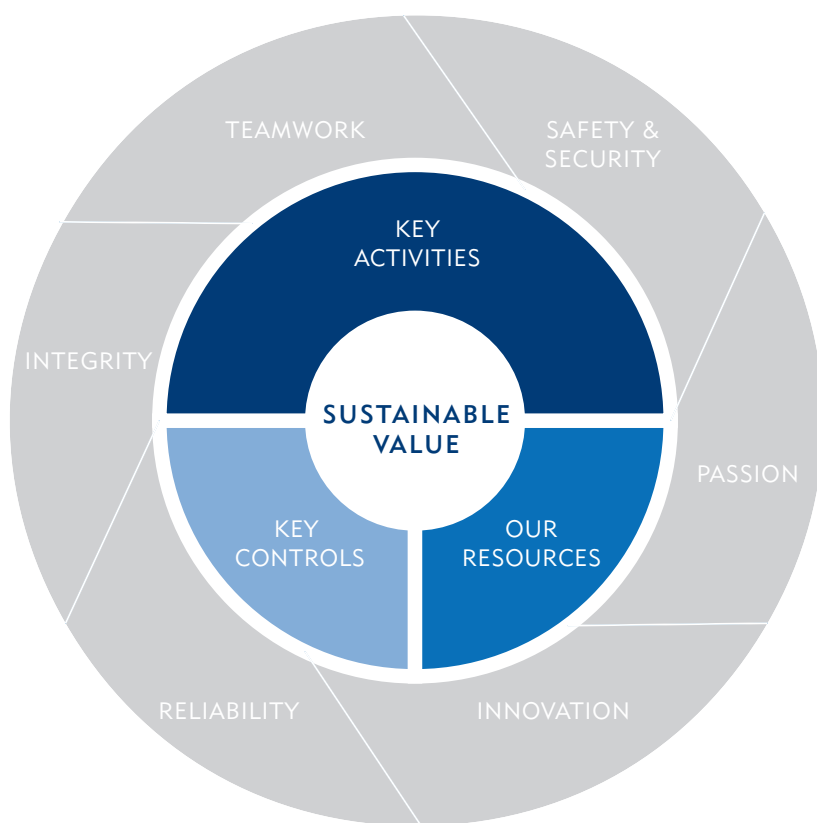 TEAMWORK
SAFETY &
SECURITY
KEY
ACTIVITIES
INTEGRITY
SUSTAINABLE
VALUE
PASSION
KEY
CONTROLS
OUR
RESOURCES
RELIABILITY
INNOVATION